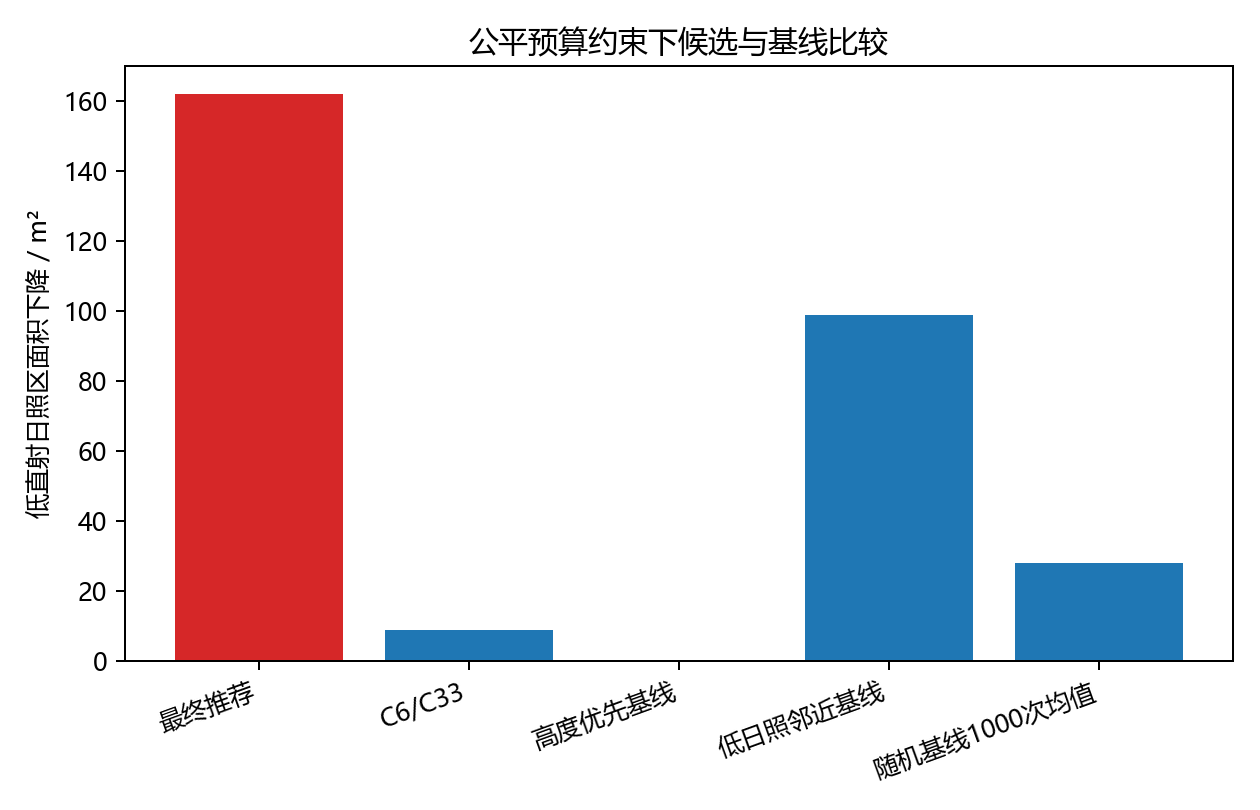 公平预算约束下候选与基线比较
低直射日照区面积下降 / m²
160
140
120
100
80
60
40
20
0
最终推荐
C6/C33
高度优先基线
低日照邻近基线
随机基线1000次均值